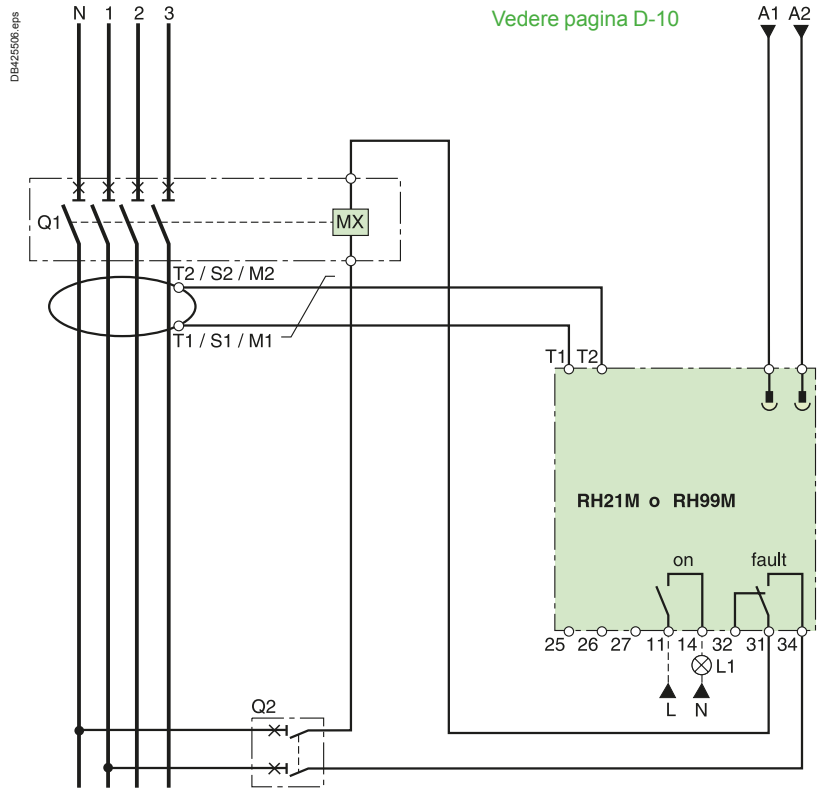 DB425506.eps
N 1 2 3
Vedere pagina D-10
A1 A2
Q1
MX
T2 / S2 / M2
T1 / S1 / M1
T1 T2
RH21M o RH99M
on fault
25 26 27 11 14 32 31 34
L1
L N
Q2